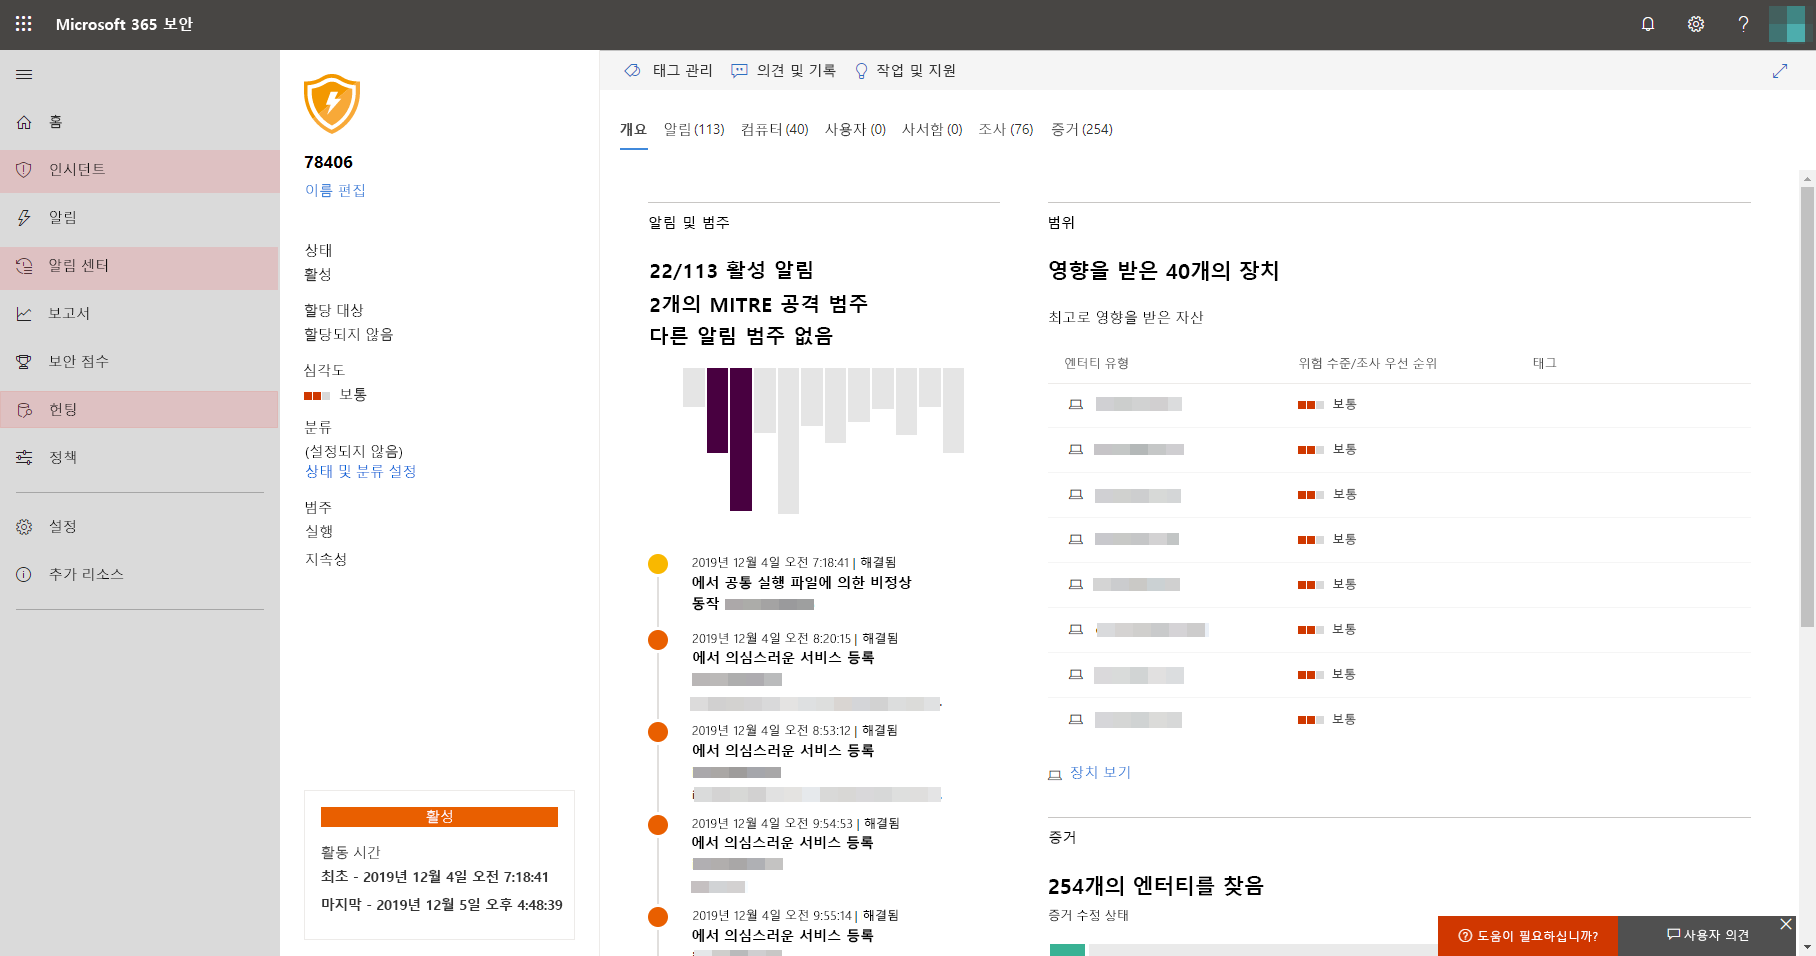 Microsoft 365 보안
홈
인시던트
알림
알림 센터
보고서
보안 점수
헌팅
정책
설정
추가 리소스
78406
이름 편집
상태
활성
할당 대상
할당되지 않음
심각도
보통
분류
(설정되지 않음)
상태 및 분류 설정
범주
실행
지속성
활성
활동 시간
최초 - 2019년 12월 4일 오전 7:18:41
마지막 - 2019년 12월 5일 오후 4:48:39
태그 관리 의견 및 기록 작업 및 지원
개요 알림 (113) 컴퓨터 (40) 사용자 (0) 사서함 (0) 조사 (76) 증거 (254)
알림 및 범주
22/113 활성 알림
2개의 MITRE 공격 범주
다른 알림 범주 없음
2019년 12월 4일 오전 7:18:41 | 해결됨
에서 공통 실행 파일에 의한 비정상
동작
2019년 12월 4일 오전 8:20:15 | 해결됨
에서 의심스러운 서비스 등록
2019년 12월 4일 오전 8:53:12 | 해결됨
에서 의심스러운 서비스 등록
2019년 12월 4일 오전 9:54:53 | 해결됨
에서 의심스러운 서비스 등록
2019년 12월 4일 오전 9:55:14 | 해결됨
에서 의심스러운 서비스 등록
범위
영향을 받은 40개의 장치
최고로 영향을 받은 자산
엔터티 유형 위험 수준/조사 우선 순위 태그
보통
보통
보통
보통
보통
보통
보통
보통
장치 보기
증거
254개의 엔터티를 찾음
증거 수정 상태
도움이 필요하십니까? 사용자 의견